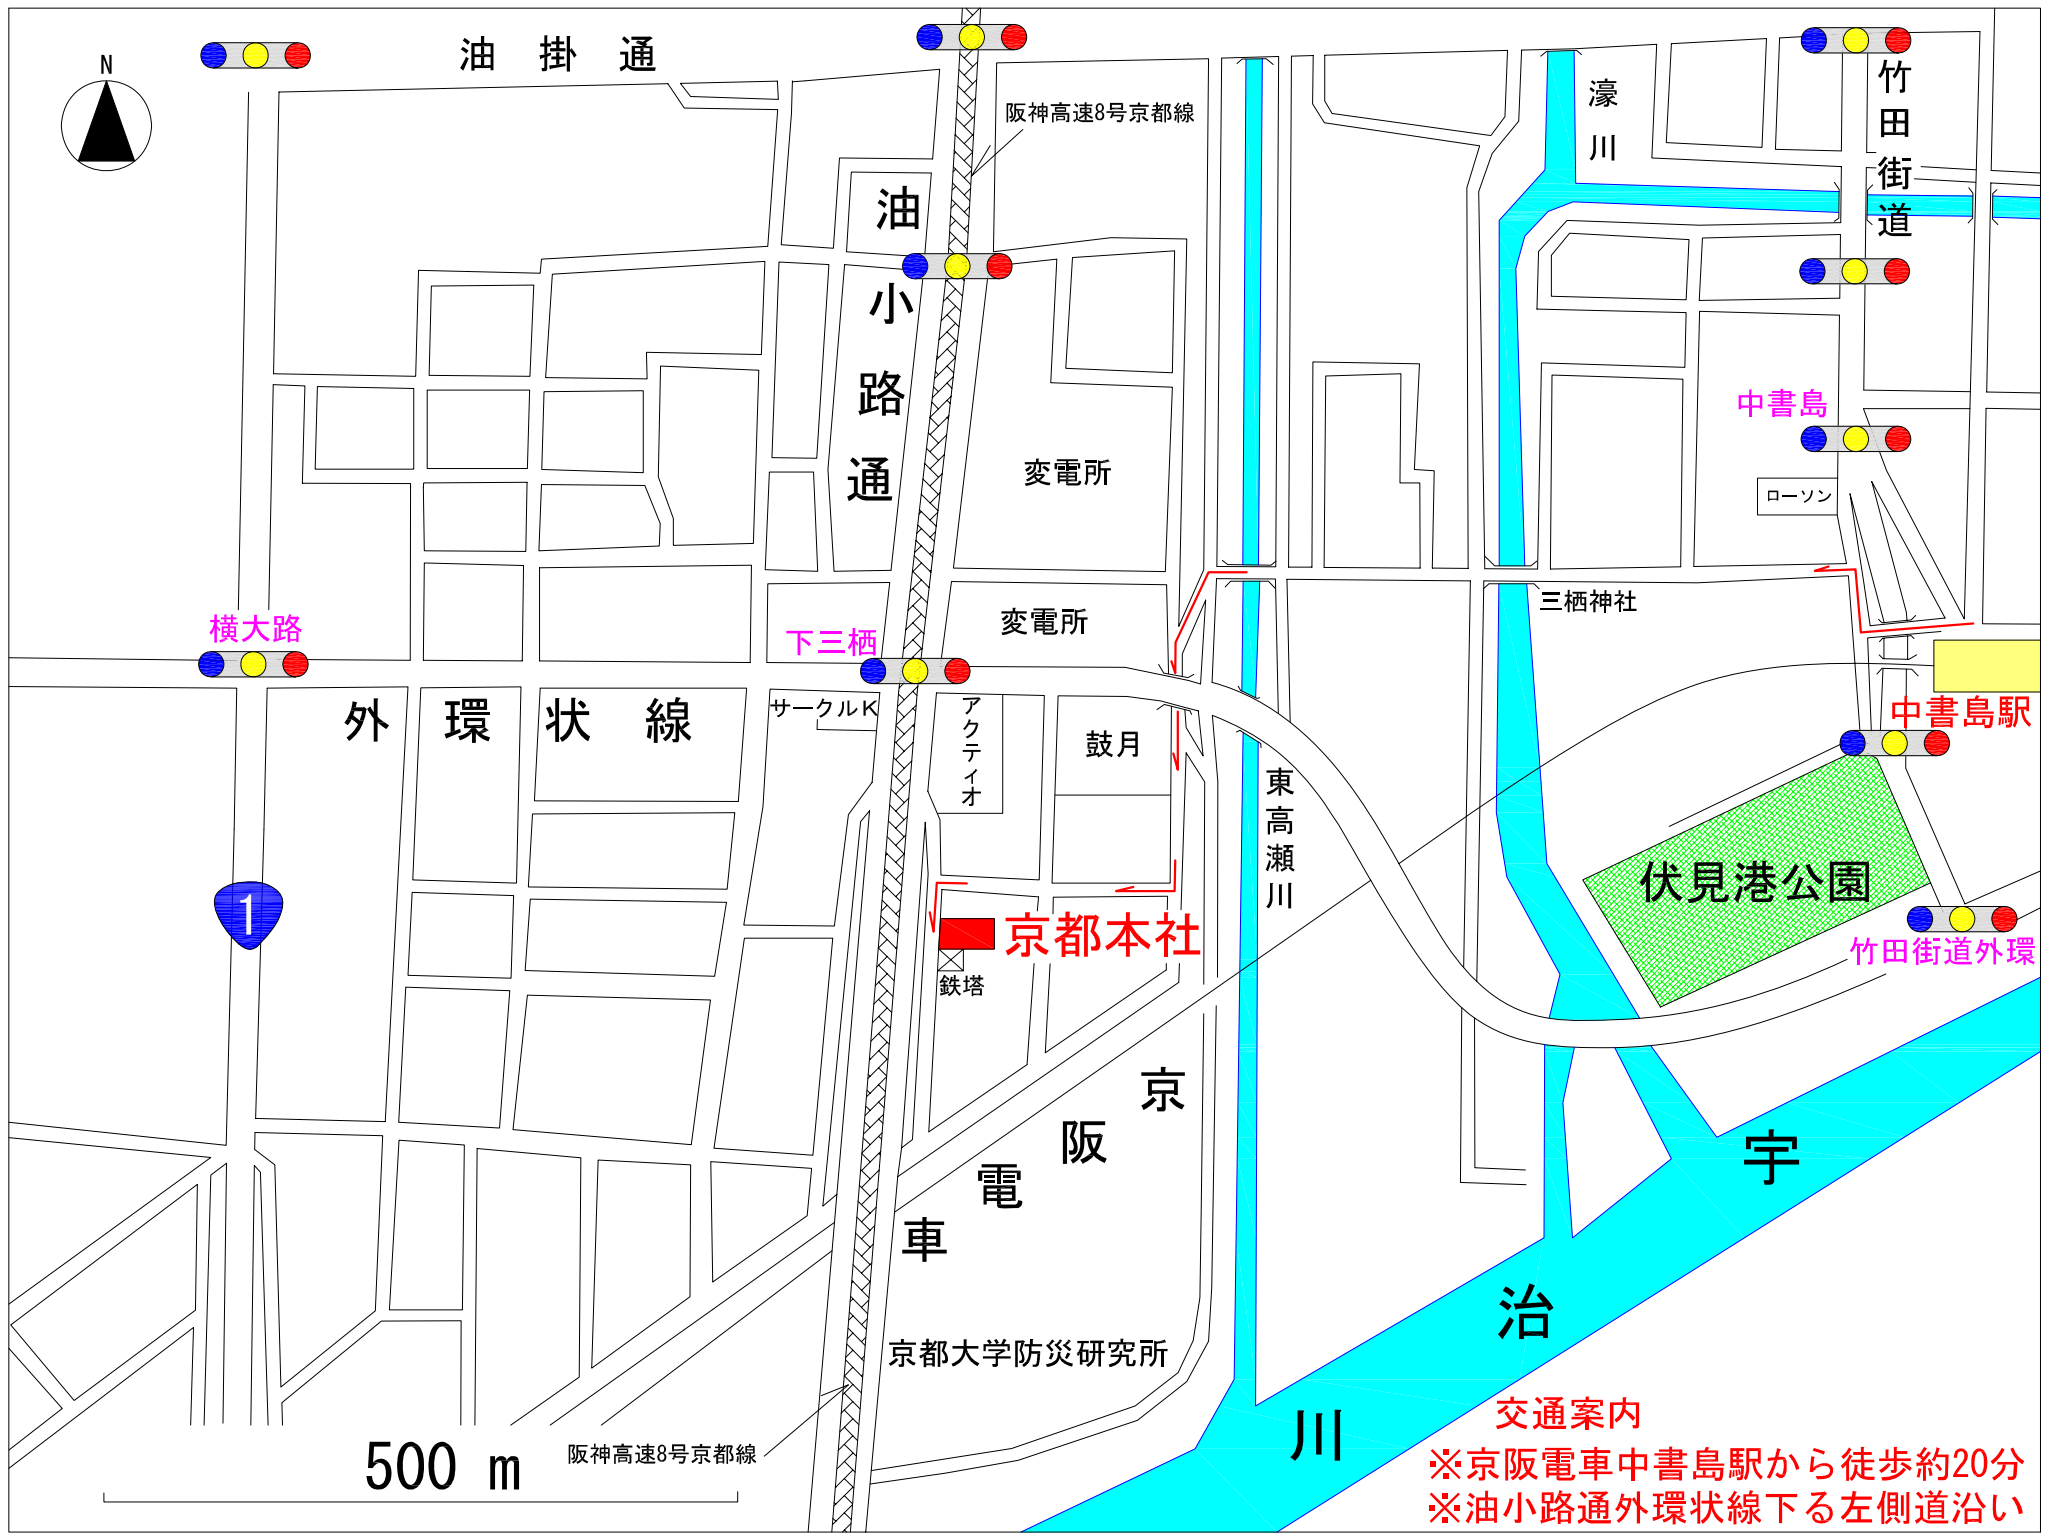 N
油掛通
阪神高速8号京都線
濠川
竹田街道
油小路通
中書島
変電所
ローソン
変電所
三栖神社
横大路
下三栖
外環状線
サークルK
アクティオ
鼓月
中書島駅
東高瀬川
伏見港公園
1
京都本社
竹田街道外環
鉄塔
京阪電車
宇治川
京都大学防災研究所
阪神高速8号京都線
500 m
交通案内
※京阪電車中書島駅から徒歩約20分
※油小路通外環状線下る左側道沿い